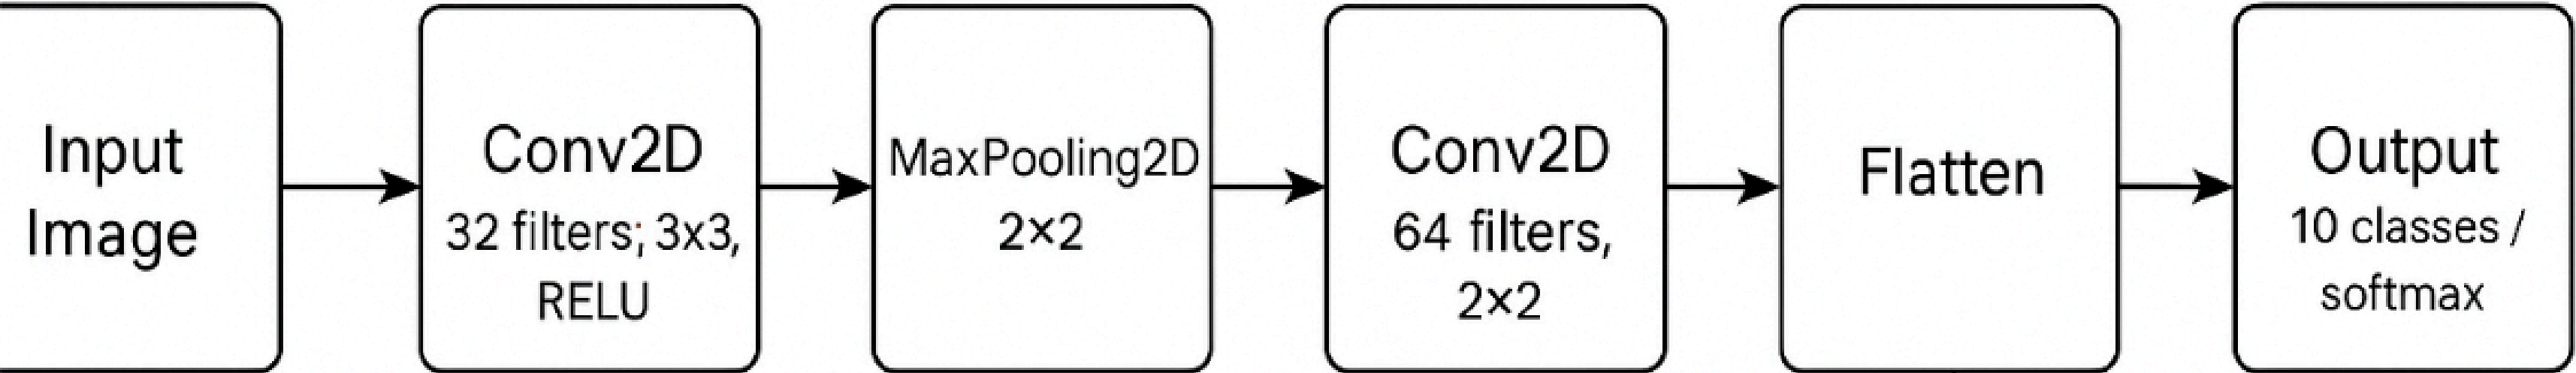 Input
Image
Conv2D
32 filters; 3x3,
RELU
MaxPooling2D
2×2
Conv2D
64 filters,
2×2
Flatten
Output
10 classes /
softmax